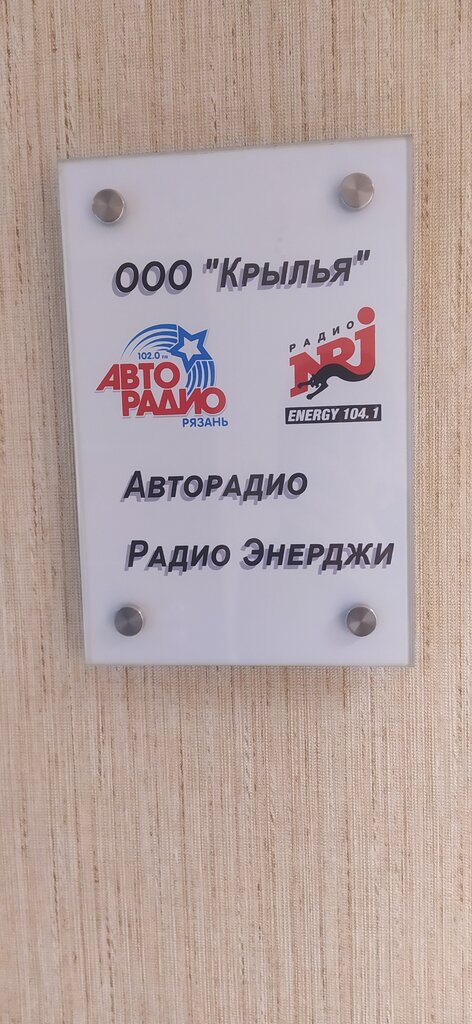 ООО "Крылья"
102.0 FM
АВТО
РАДИО
РЯЗАНЬ
РАДИО
NRJ
ENERGY 104.1
Авторадио
Радио Энерджи